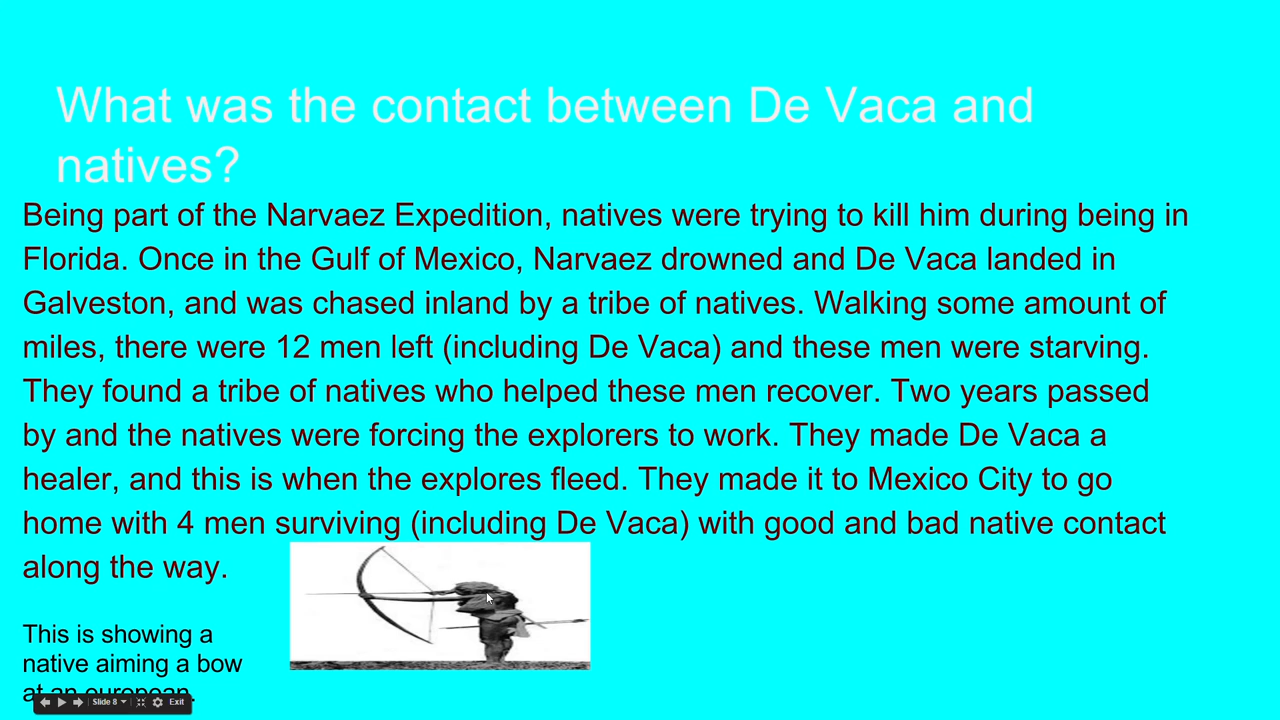 What was the contact between De Vaca and
natives?
Being part of the Narvaez Expedition, natives were trying to kill him during being in
Florida. Once in the Gulf of Mexico, Narvaez drowned and De Vaca landed in
Galveston, and was chased inland by a tribe of natives. Walking some amount of
miles, there were 12 men left (including De Vaca) and these men were starving.
They found a tribe of natives who helped these men recover. Two years passed
by and the natives were forcing the explorers to work. They made De Vaca a
healer, and this is when the explores fleed. They made it to Mexico City to go
home with 4 men surviving (including De Vaca) with good and bad native contact
along the way.
This is showing a
native aiming a bow
at an european.
Slide 8
Exit